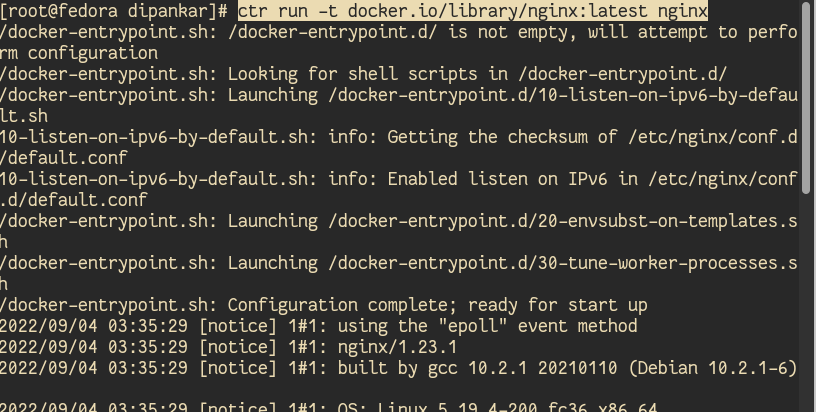 [root@fedora dipankar]# ctr run -t docker.io/library/nginx:latest nginx
/docker-entrypoint.sh: /docker-entrypoint.d/ is not empty, will attempt to perfo
rm configuration
/docker-entrypoint.sh: Looking for shell scripts in /docker-entrypoint.d/
/docker-entrypoint.sh: Launching /docker-entrypoint.d/10-listen-on-ipv6-by-defau
lt.sh
10-listen-on-ipv6-by-default.sh: info: Getting the checksum of /etc/nginx/conf.d
/default.conf
10-listen-on-ipv6-by-default.sh: info: Enabled listen on IPv6 in /etc/nginx/conf
.d/default.conf
/docker-entrypoint.sh: Launching /docker-entrypoint.d/20-envsubst-on-templates.s
h
/docker-entrypoint.sh: Launching /docker-entrypoint.d/30-tune-worker-processes.s
h
/docker-entrypoint.sh: Configuration complete; ready for start up
2022/09/04 03:35:29 [notice] 1#1: using the "epoll" event method
2022/09/04 03:35:29 [notice] 1#1: nginx/1.23.1
2022/09/04 03:35:29 [notice] 1#1: built by gcc 10.2.1 20210110 (Debian 10.2.1-6)
2022/09/04 03:35:29 [notice] 1#1: OS: Linux 5.19.4-200.fc36.x86_64